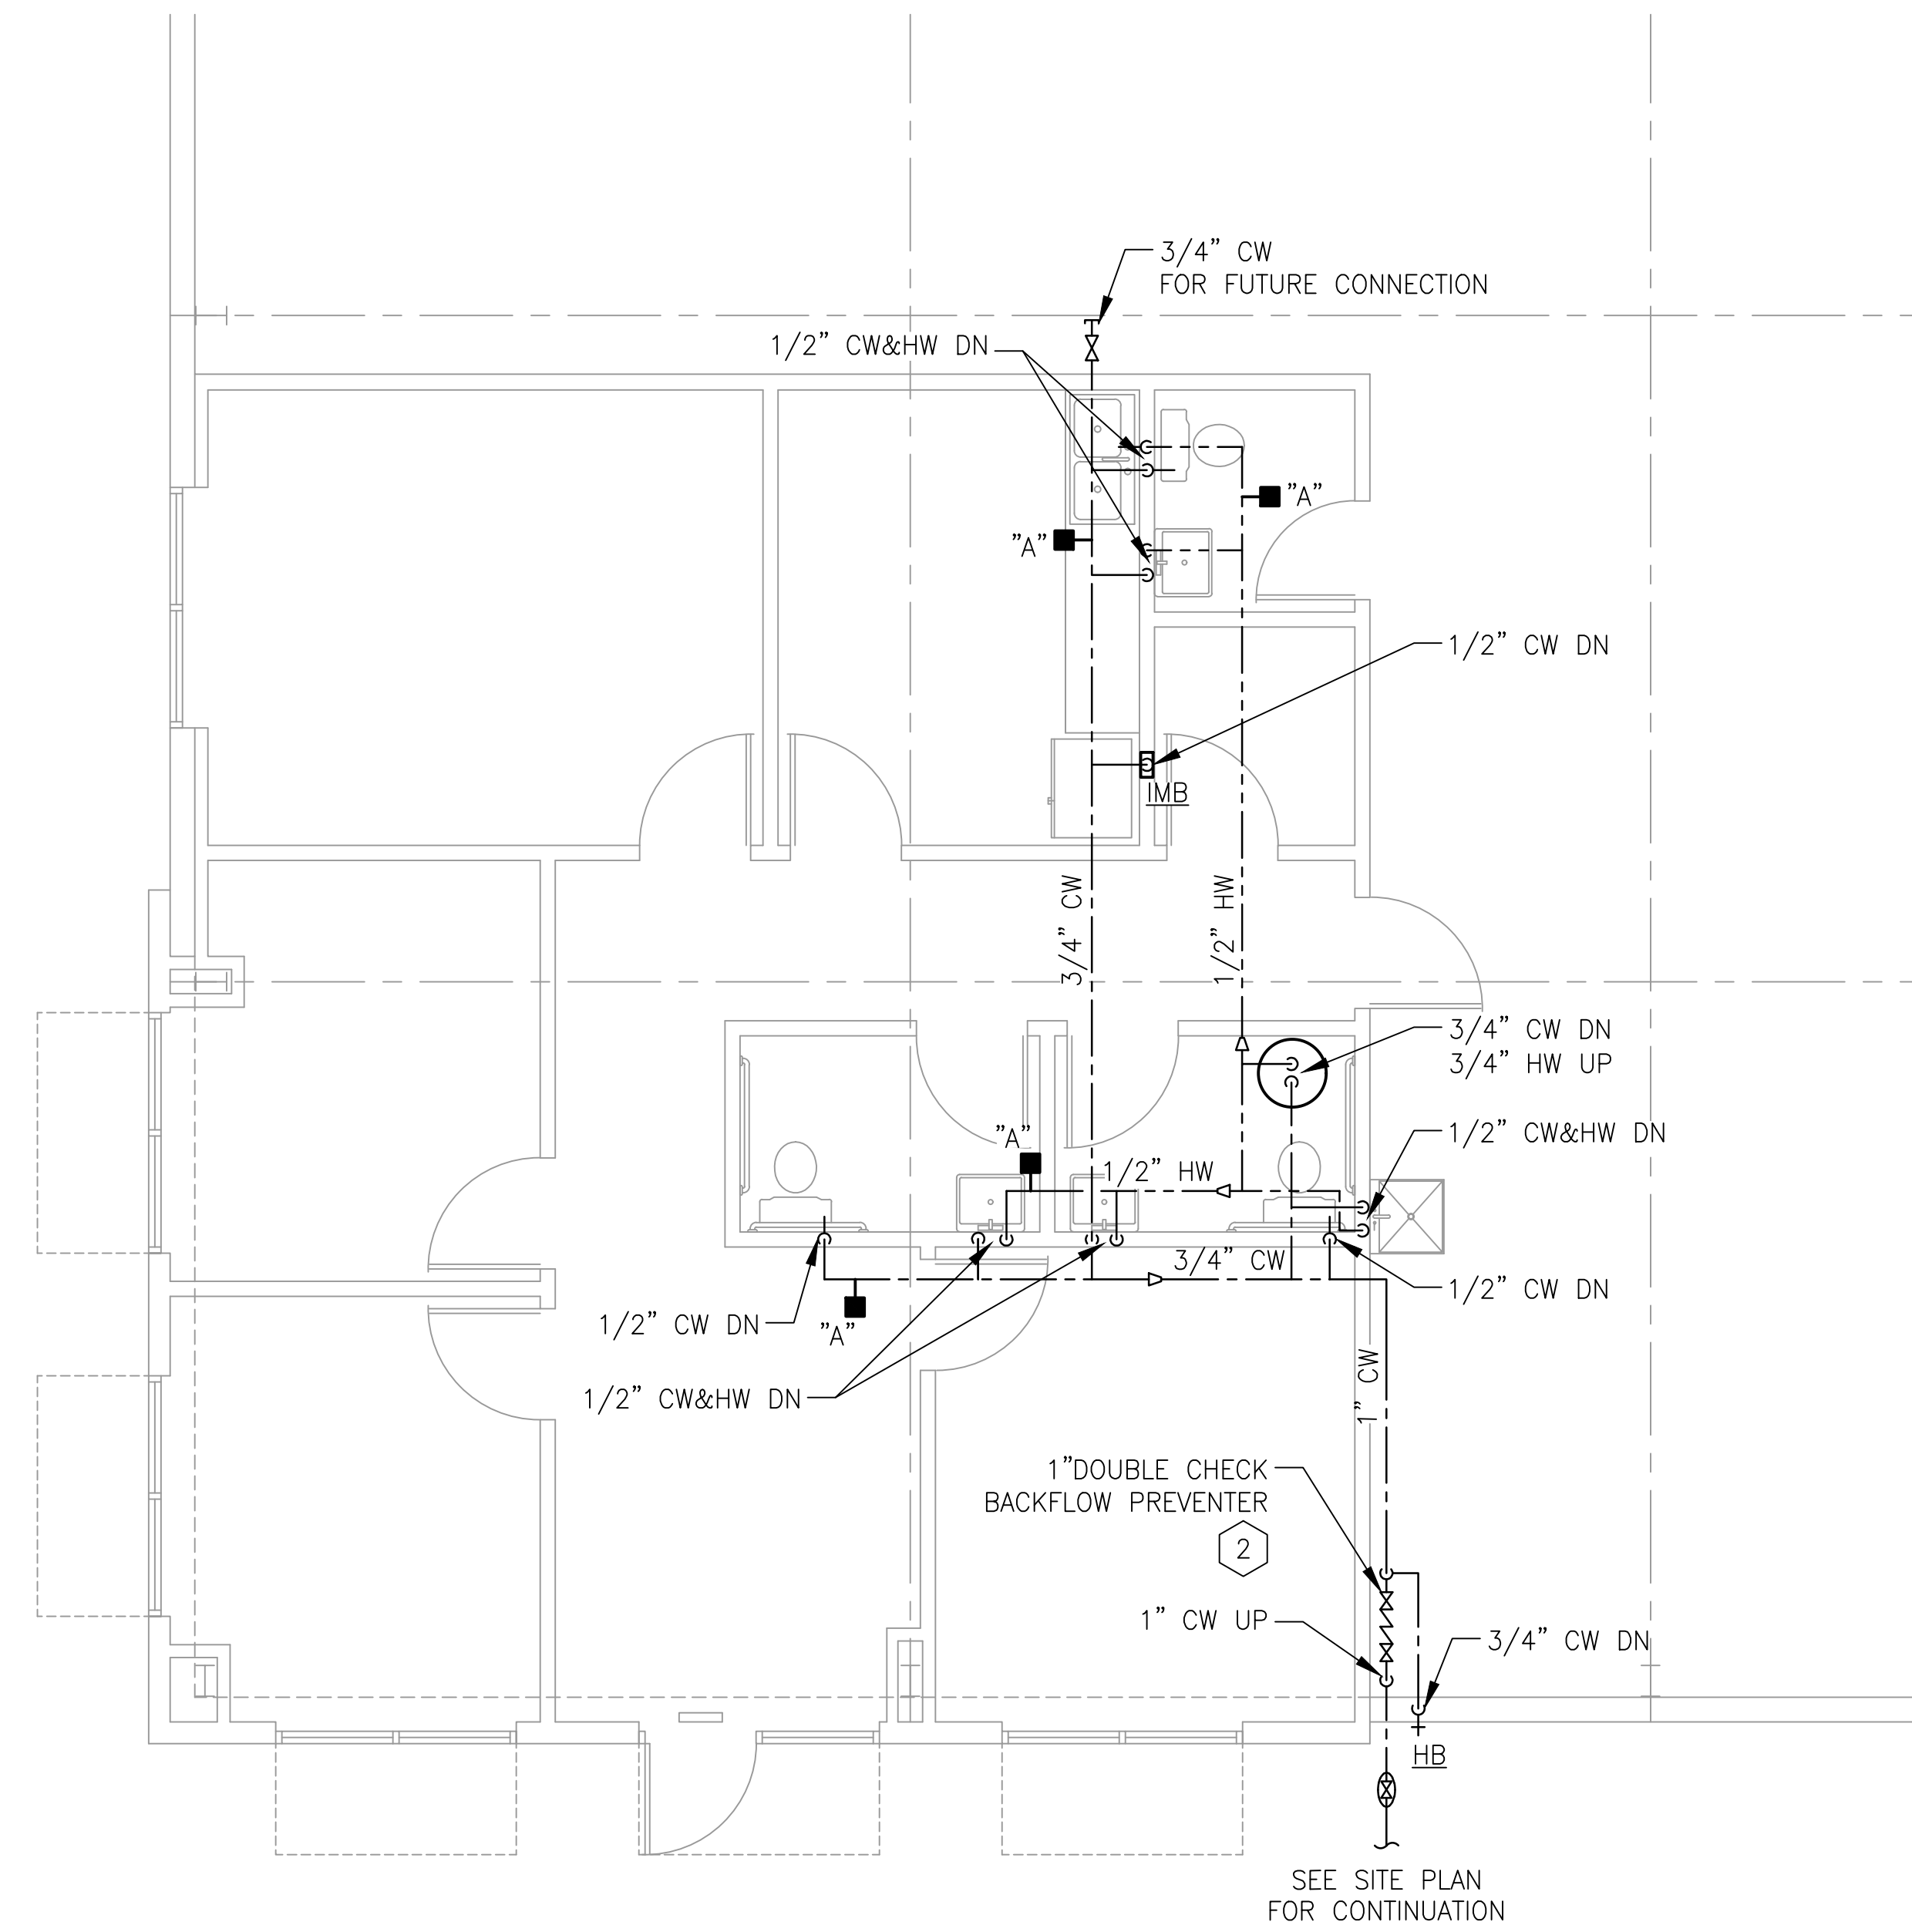 3/4" CW
FOR FUTURE CONNECTION
1/2" CW&HW DN
"A"
"A"
1/2" CW DN
IMB
3/4" CW
1/2" HW
3/4" CW DN
3/4" HW UP
1/2" CW&HW DN
"A"
1/2" HW
3/4" CW
1/2" CW DN
1/2" CW DN
"A"
1/2" CW&HW DN
1" CW
1"DOUBLE CHECK
BACKFLOW PREVENTER
2
1" CW UP
3/4" CW DN
HB
SEE SITE PLAN
FOR CONTINUATION